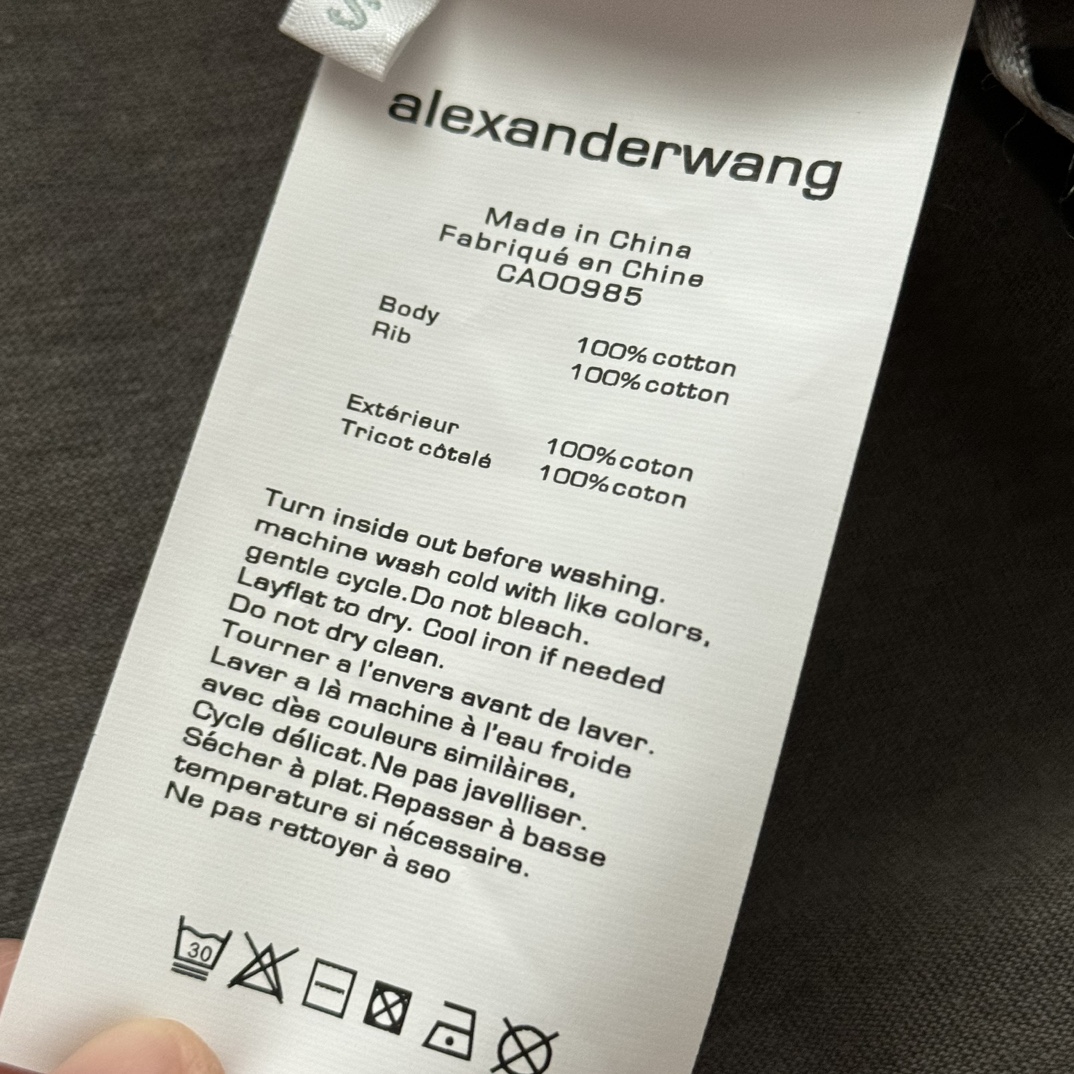 S
alexanderwang
Made in China
Fabriqué en Chine
CA00985
Body 100% cotton
Rib 100% cotton
Extérieur 100% coton
Tricot côtelé 100% coton
Turn inside out before washing.
machine wash cold with like colors,
gentle cycle. Do not bleach.
Layflat to dry. Cool iron if needed
Do not dry clean.
Tourner a l'envers avant de laver.
Laver a là machine à l'eau froide
avec dès couleurs similàires,
Cycle délicat. Ne pas javelliser.
Sécher à plat. Repasser à basse
temperature si nécessaire.
Ne pas rettoyer à seo
30